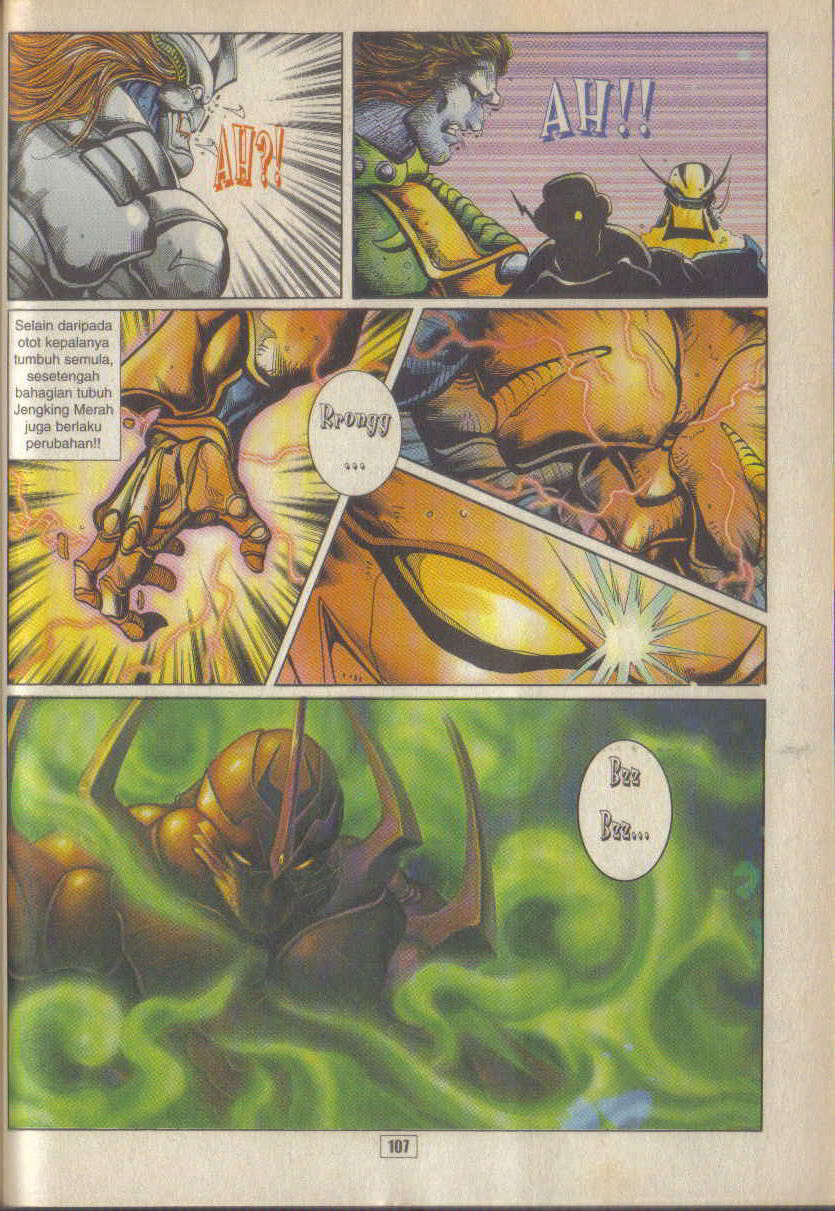 AH?!
AH!!
Selain daripada
otot kepalanya
tumbuh semula,
sesetengah
bahagian tubuh
Jengking Merah
juga berlaku
perubahan!!
Rrongg
...
Bzz
Bzz...
107